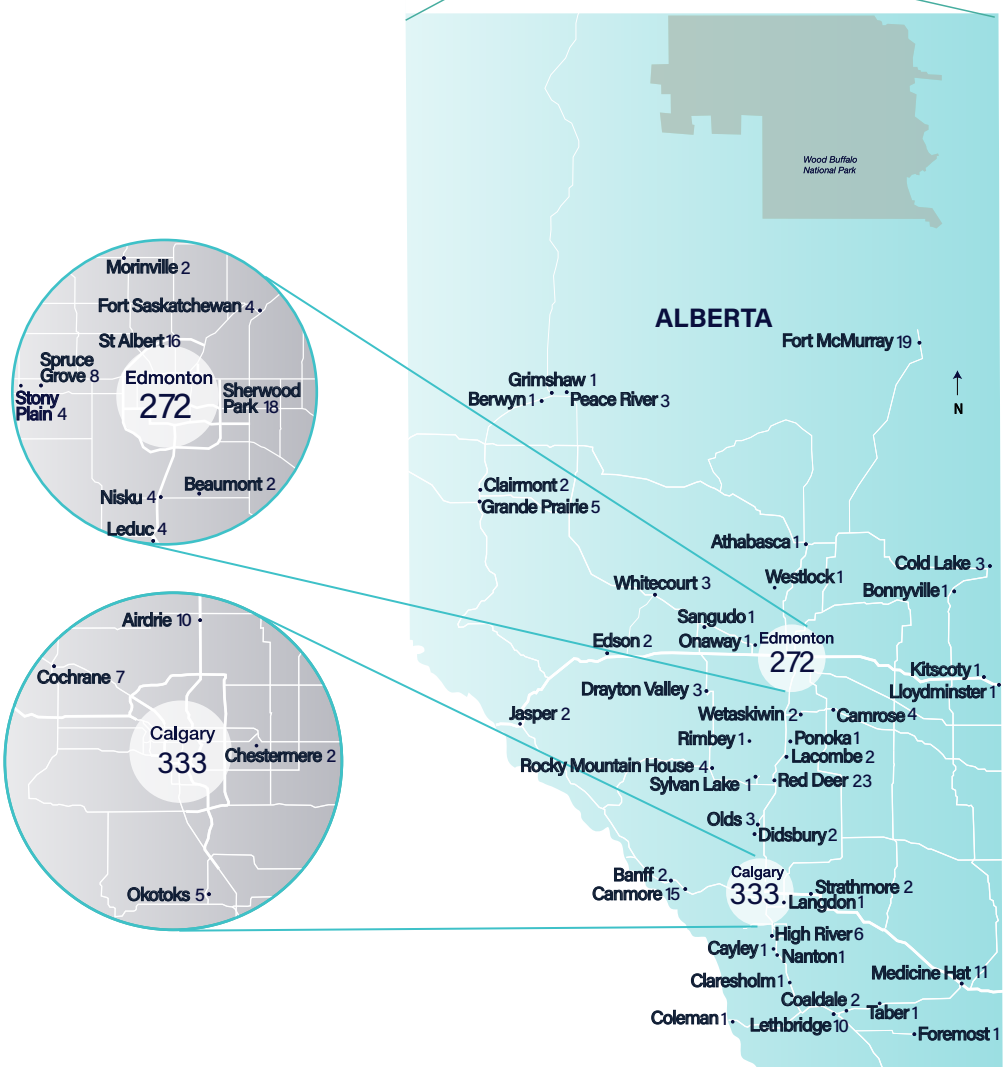 Wood Buffalo
National Park
ALBERTA
Fort McMurray 19
N
Grimshaw 1
Berwyn 1
Peace River 3
Clairmont 2
Grande Prairie 5
Athabasca 1
Cold Lake 3
Westlock 1
Whitecourt 3
Bonnyville 1
Sangudo 1
Onaway 1
Edson 2
Edmonton
272
Kitscoty 1
Lloydminster 1
Drayton Valley 3
Jasper 2
Wetaskiwin 2
Camrose 4
Rimbey 1
Ponoka 1
Lacombe 2
Rocky Mountain House 4
Sylvan Lake 1
Red Deer 23
Olds 3
Didsbury 2
Banff 2
Canmore 15
Calgary
333
Strathmore 2
Langdon 1
High River 6
Cayley 1
Nanton 1
Claresholm 1
Medicine Hat 11
Coaldale 2
Taber 1
Coleman 1
Lethbridge 10
Foremost 1
Morinville 2
Fort Saskatchewan 4
St Albert 16
Spruce
Grove 8
Stony
Plain 4
Edmonton
272
Sherwood
Park 18
Nisku 4
Beaumont 2
Leduc 4
Airdrie 10
Cochrane 7
Calgary
333
Chestermere 2
Okotoks 5